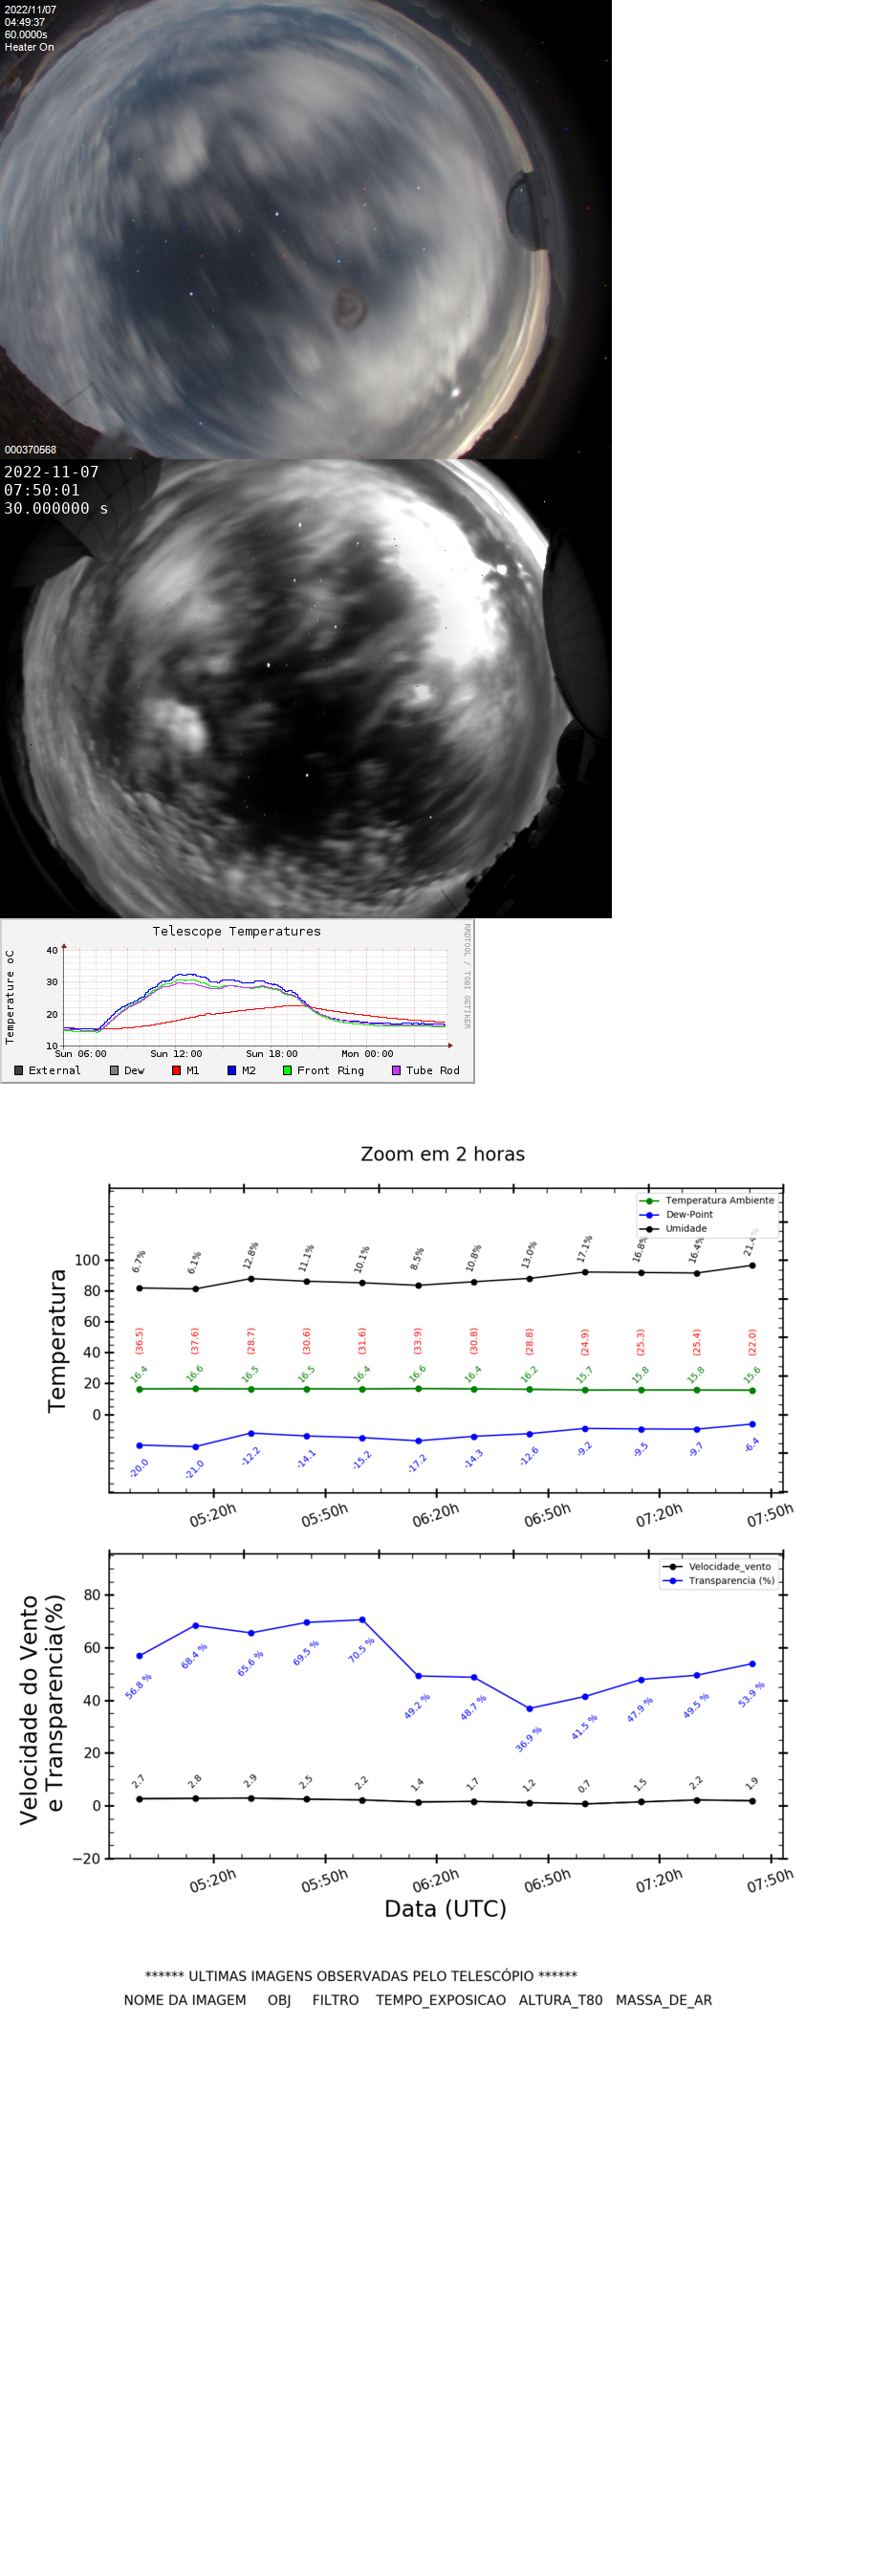 2022/11/07
04:49:37
60.0000s
Heater On
000370568
2022-11-07
07:50:01
30.000000 s
Telescope Temperatures
RRDTOOL / TOBI OETIKER
Temperature oC
40
30
20
10
Sun 06:00 Sun 12:00 Sun 18:00 Mon 00:00
External Dew M1 M2 Front Ring Tube Rod
Zoom em 2 horas
Temperatura Ambiente
Dew-Point
Umidade
Temperatura
100
80
60
40
20
0
6.7% 6.1% 12.8% 11.1% 10.1% 8.5% 10.8% 13.0% 17.1% 16.8% 16.4% 21.4
(36.5) (37.6) (28.7) (30.6) (31.6) (33.9) (30.8) (28.8) (24.9) (25.3) (25.4) (22.0)
16.4 16.6 16.5 16.5 16.4 16.6 16.4 16.2 15.7 15.8 15.8 15.6
-20.0 -21.0 -12.2 -14.1 -15.2 -17.2 -14.3 -12.6 -9.2 -9.5 -9.7 -6.4
05:20h 05:50h 06:20h 06:50h 07:20h 07:50h
Velocidade_vento
Transparencia (%)
Velocidade do Vento
e Transparencia(%)
80
60
40
20
0
−20
56.8 % 68.4 % 65.6 % 69.5 % 70.5 % 49.2 % 48.7 % 36.9 % 41.5 % 47.9 % 49.5 % 53.9 %
2.7 2.8 2.9 2.5 2.2 1.4 1.7 1.2 0.7 1.5 2.2 1.9
05:20h 05:50h 06:20h 06:50h 07:20h 07:50h
Data (UTC)
****** ULTIMAS IMAGENS OBSERVADAS PELO TELESCÓPIO ******
NOME DA IMAGEM OBJ FILTRO TEMPO_EXPOSICAO ALTURA_T80 MASSA_DE_AR